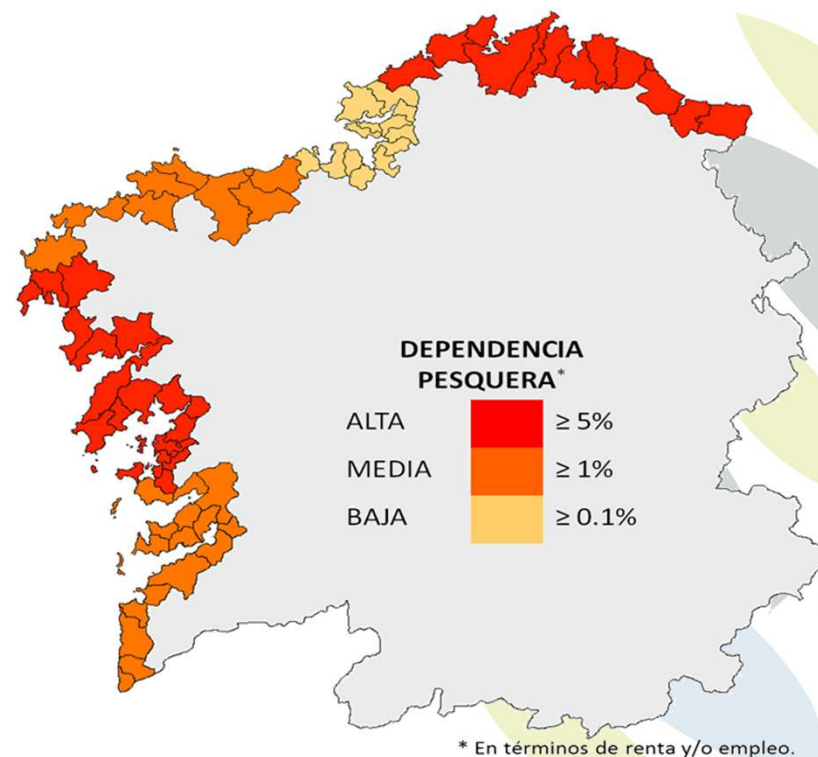 DEPENDENCIA
PESQUERA*
ALTA ≥ 5%
MEDIA ≥ 1%
BAJA ≥ 0.1%
* En términos de renta y/o empleo.